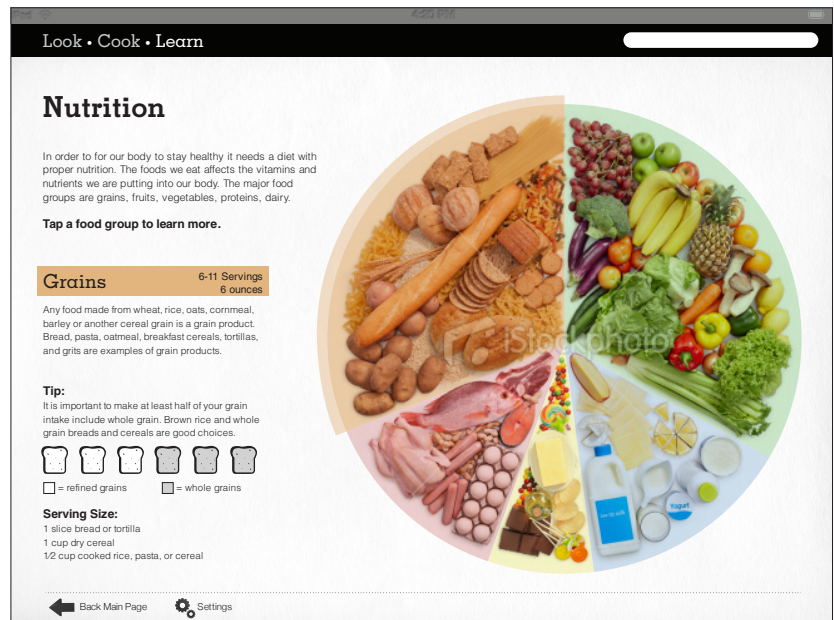 iPad
4:20 PM
Look • Cook • Learn
Nutrition
In order to for our body to stay healthy it needs a diet with
proper nutrition. The foods we eat affects the vitamins and
nutrients we are putting into our body. The major food
groups are grains, fruits, vegetables, proteins, dairy.
Tap a food group to learn more.
Grains
6-11 Servings
6 ounces
Any food made from wheat, rice, oats, cornmeal,
barley or another cereal grain is a grain product.
Bread, pasta, oatmeal, breakfast cereals, tortillas,
and grits are examples of grain products.
Tip:
It is important to make at least half of your grain
intake include whole grain. Brown rice and whole
grain breads and cereals are good choices.
= refined grains
= whole grains
Serving Size:
1 slice bread or tortilla
1 cup dry cereal
1⁄2 cup cooked rice, pasta, or cereal
iStockphoto
low fat milk
Yogurt
Back Main Page
Settings